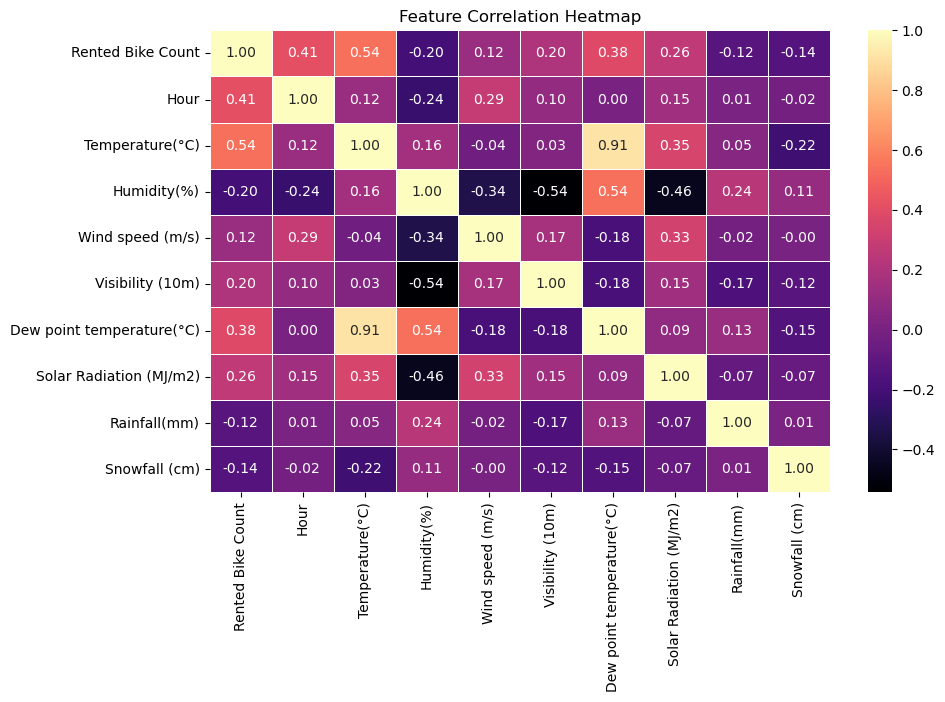 Feature Correlation Heatmap
Rented Bike Count 1.00 0.41 0.54 -0.20 0.12 0.20 0.38 0.26 -0.12 -0.14
Hour 0.41 1.00 0.12 -0.24 0.29 0.10 0.00 0.15 0.01 -0.02
Temperature(°C) 0.54 0.12 1.00 0.16 -0.04 0.03 0.91 0.35 0.05 -0.22
Humidity(%) -0.20 -0.24 0.16 1.00 -0.34 -0.54 0.54 -0.46 0.24 0.11
Wind speed (m/s) 0.12 0.29 -0.04 -0.34 1.00 0.17 -0.18 0.33 -0.02 -0.00
Visibility (10m) 0.20 0.10 0.03 -0.54 0.17 1.00 -0.18 0.15 -0.17 -0.12
Dew point temperature(°C) 0.38 0.00 0.91 0.54 -0.18 -0.18 1.00 0.09 0.13 -0.15
Solar Radiation (MJ/m2) 0.26 0.15 0.35 -0.46 0.33 0.15 0.09 1.00 -0.07 -0.07
Rainfall(mm) -0.12 0.01 0.05 0.24 -0.02 -0.17 0.13 -0.07 1.00 0.01
Snowfall (cm) -0.14 -0.02 -0.22 0.11 -0.00 -0.12 -0.15 -0.07 0.01 1.00
Rented Bike Count
Hour
Temperature(°C)
Humidity(%)
Wind speed (m/s)
Visibility (10m)
Dew point temperature(°C)
Solar Radiation (MJ/m2)
Rainfall(mm)
Snowfall (cm)
1.0
0.8
0.6
0.4
0.2
0.0
−0.2
−0.4